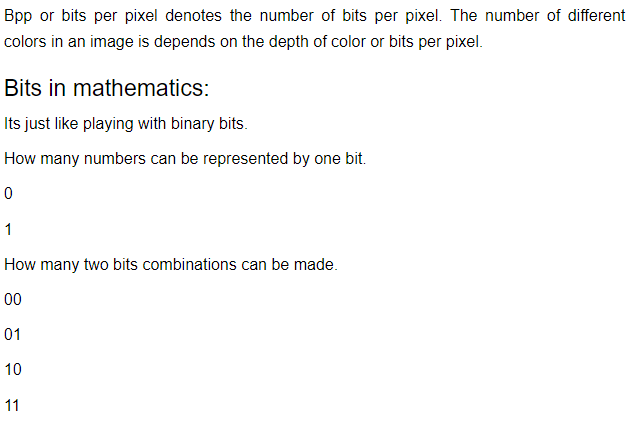 Bpp or bits per pixel denotes the number of bits per pixel. The number of different
colors in an image is depends on the depth of color or bits per pixel.
Bits in mathematics:
Its just like playing with binary bits.
How many numbers can be represented by one bit.
0
1
How many two bits combinations can be made.
00
01
10
11